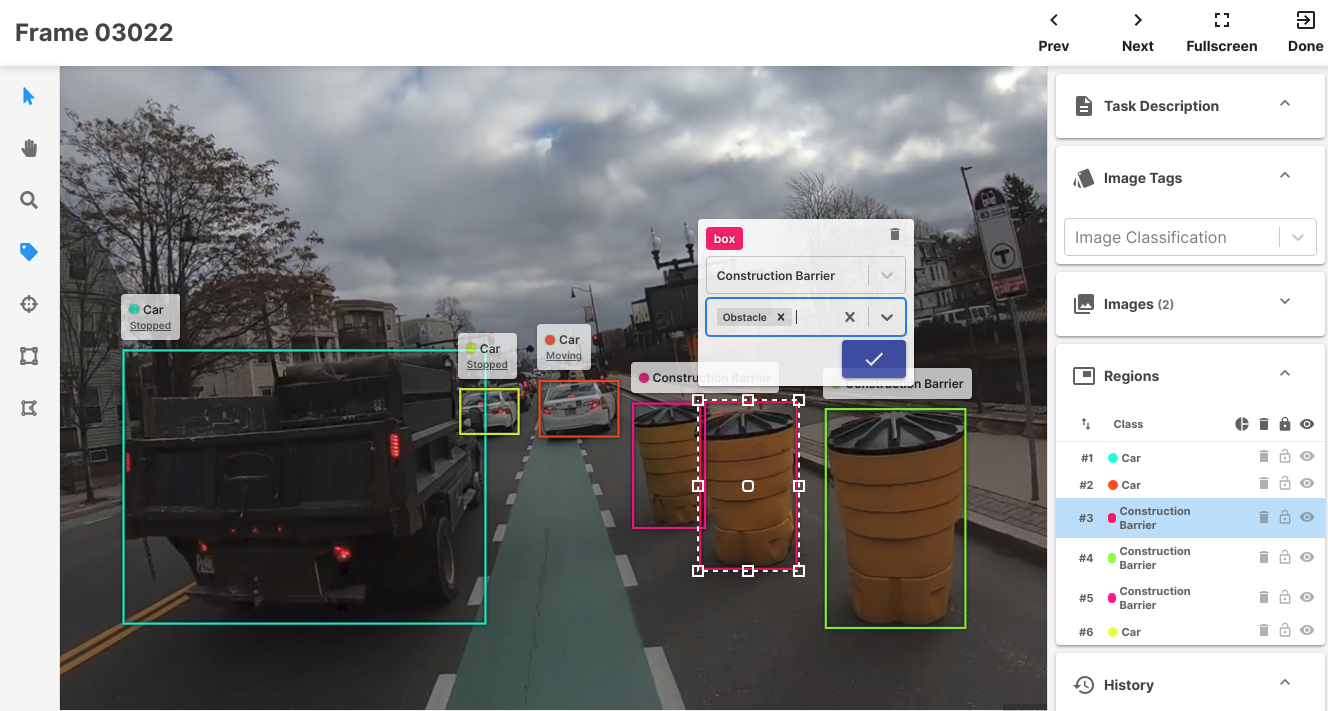 Frame 03022
Prev
Next
Fullscreen
Done
Task Description
Image Tags
Image Classification
Images (2)
Regions
Class
#1 Car
#2 Car
#3 Construction
Barrier
#4 Construction
Barrier
#5 Construction
Barrier
#6 Car
History
box
Construction Barrier
Obstacle
Car
Stopped
Car
Stopped
Car
Moving
Construction Barrier
Construction Barrier
T